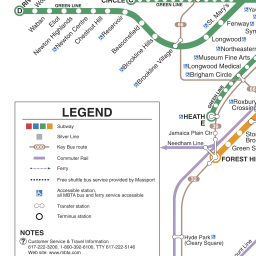 GREEN LINE
CIRCLE
GREEN LINE
D
Waban
Eliot
Newton Highlands
Newton Centre
Chestnut Hill
Reservoir
Beaconsfield
Brookline Hills
Brookline Village
St. Mary's
Fenway
Longwood
Northeastern
Museum Fine Arts
Longwood Medical
Brigham Circle
GREEN LINE
HEATH
E
Roxbury
Crossing
Jamaica Plain Ctr
Needham Line
Green S
FOREST HI
Orange
LEGEND
Subway
Silver Line
Key Bus route
Commuter Rail
Ferry
Free shuttle bus service provided by Massport
Accessible station,
all MBTA bus and ferry service accessible
Transfer station
Terminus station
NOTES
? Customer Service & Travel Information
617-222-3200, 1-800-392-6100, TTY 617-222-5146
Web site: www.mbta.com
Hyde Park
(Cleary Square)